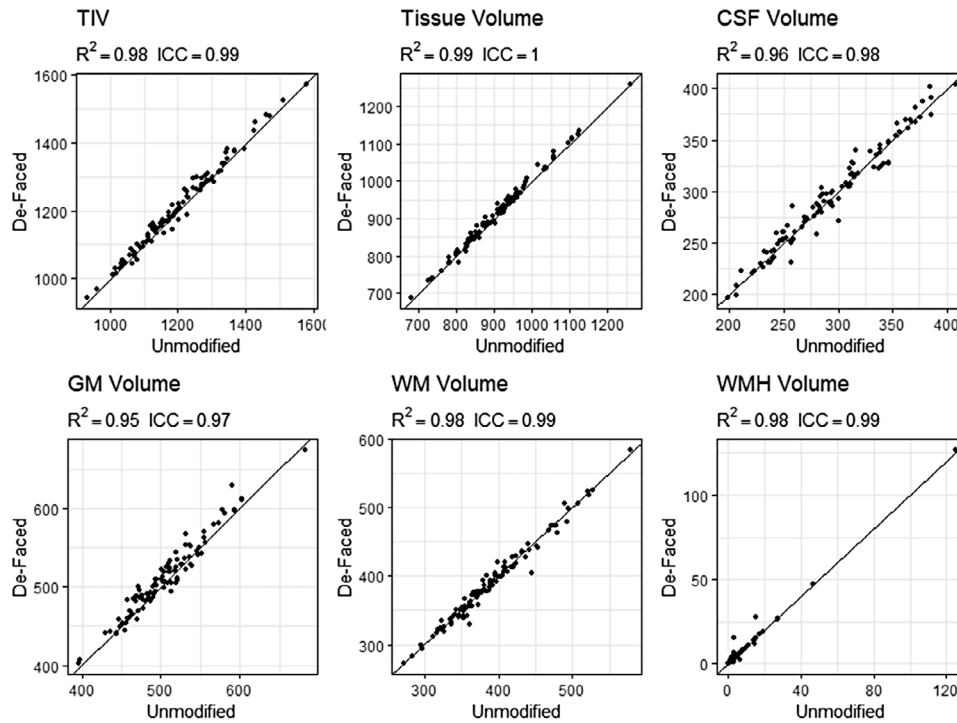 TIV
R² = 0.98 ICC = 0.99
1600
1400
1200
1000
De-Faced
1000 1200 1400 1600
Unmodified
Tissue Volume
R² = 0.99 ICC = 1
1200
1100
1000
900
800
700
De-Faced
700 800 900 1000 1100 1200
Unmodified
CSF Volume
R² = 0.96 ICC = 0.98
400
350
300
250
200
De-Faced
200 250 300 350 400
Unmodified
GM Volume
R² = 0.95 ICC = 0.97
600
500
400
De-Faced
400 500 600
Unmodified
WM Volume
R² = 0.98 ICC = 0.99
600
500
400
300
De-Faced
300 400 500
Unmodified
WMH Volume
R² = 0.98 ICC = 0.99
100
50
0
De-Faced
0 40 80 120
Unmodified